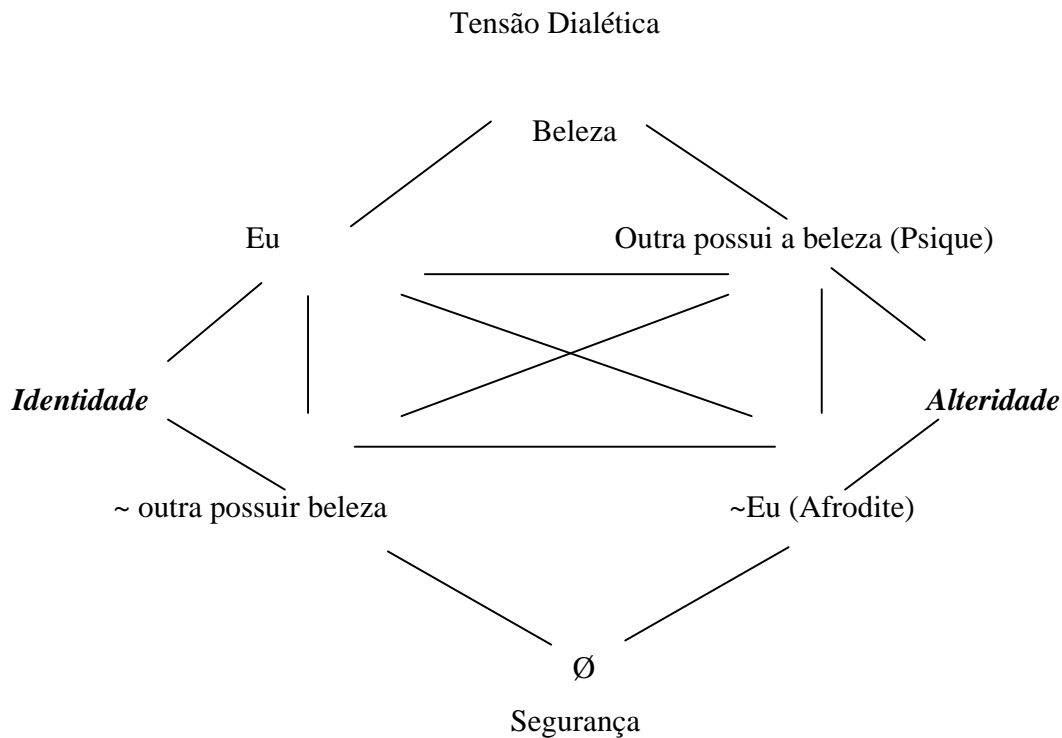 Tensão Dialética
Beleza
Eu
Outra possui a beleza (Psique)
Identidade
Alteridade
~ outra possuir beleza
~Eu (Afrodite)
Ø
Segurança